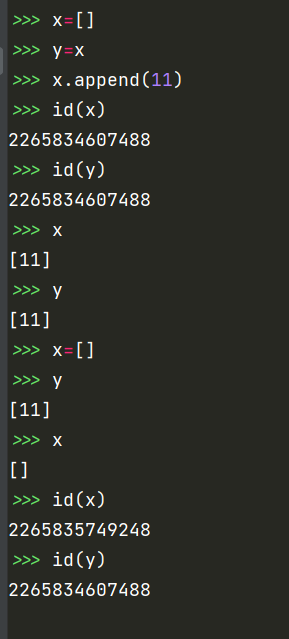 >>> x=[]
>>> y=x
>>> x.append(11)
>>> id(x)
2265834607488
>>> id(y)
2265834607488
>>> x
[11]
>>> y
[11]
>>> x=[]
>>> y
[11]
>>> x
[]
>>> id(x)
2265835749248
>>> id(y)
2265834607488